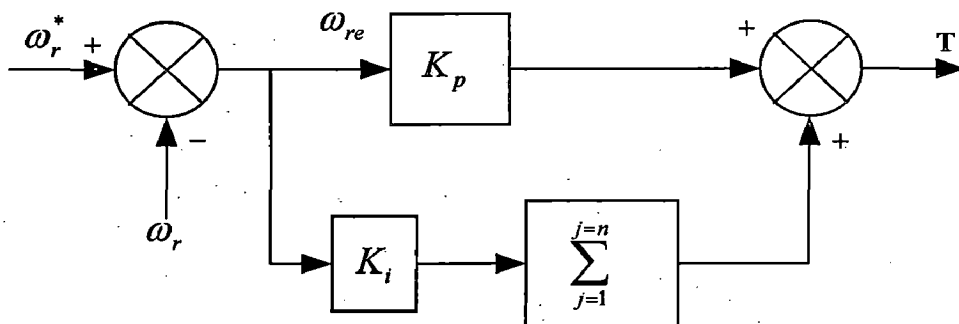 ω_r^* + ω_re K_p + T
− +
ω_r K_i ∑_{j=1}^{j=n}